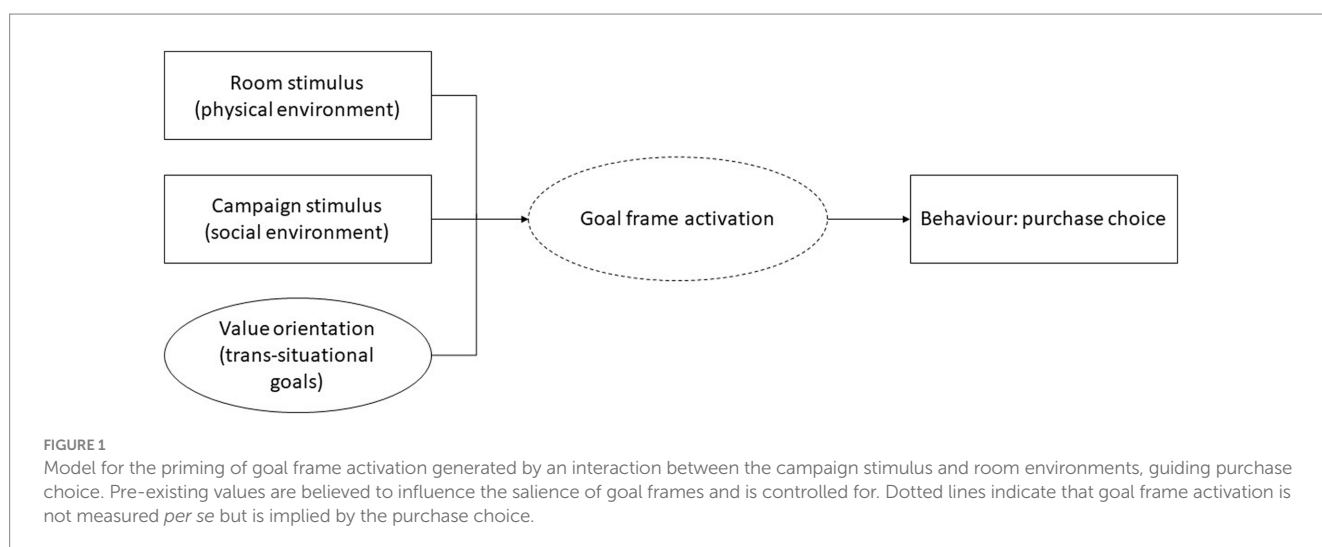 Room stimulus
(physical environment)
Campaign stimulus
(social environment)
Value orientation
(trans-situational
goals)
Goal frame activation
Behaviour: purchase choice
FIGURE 1
Model for the priming of goal frame activation generated by an interaction between the campaign stimulus and room environments, guiding purchase
choice. Pre-existing values are believed to influence the salience of goal frames and is controlled for. Dotted lines indicate that goal frame activation is
not measured per se but is implied by the purchase choice.